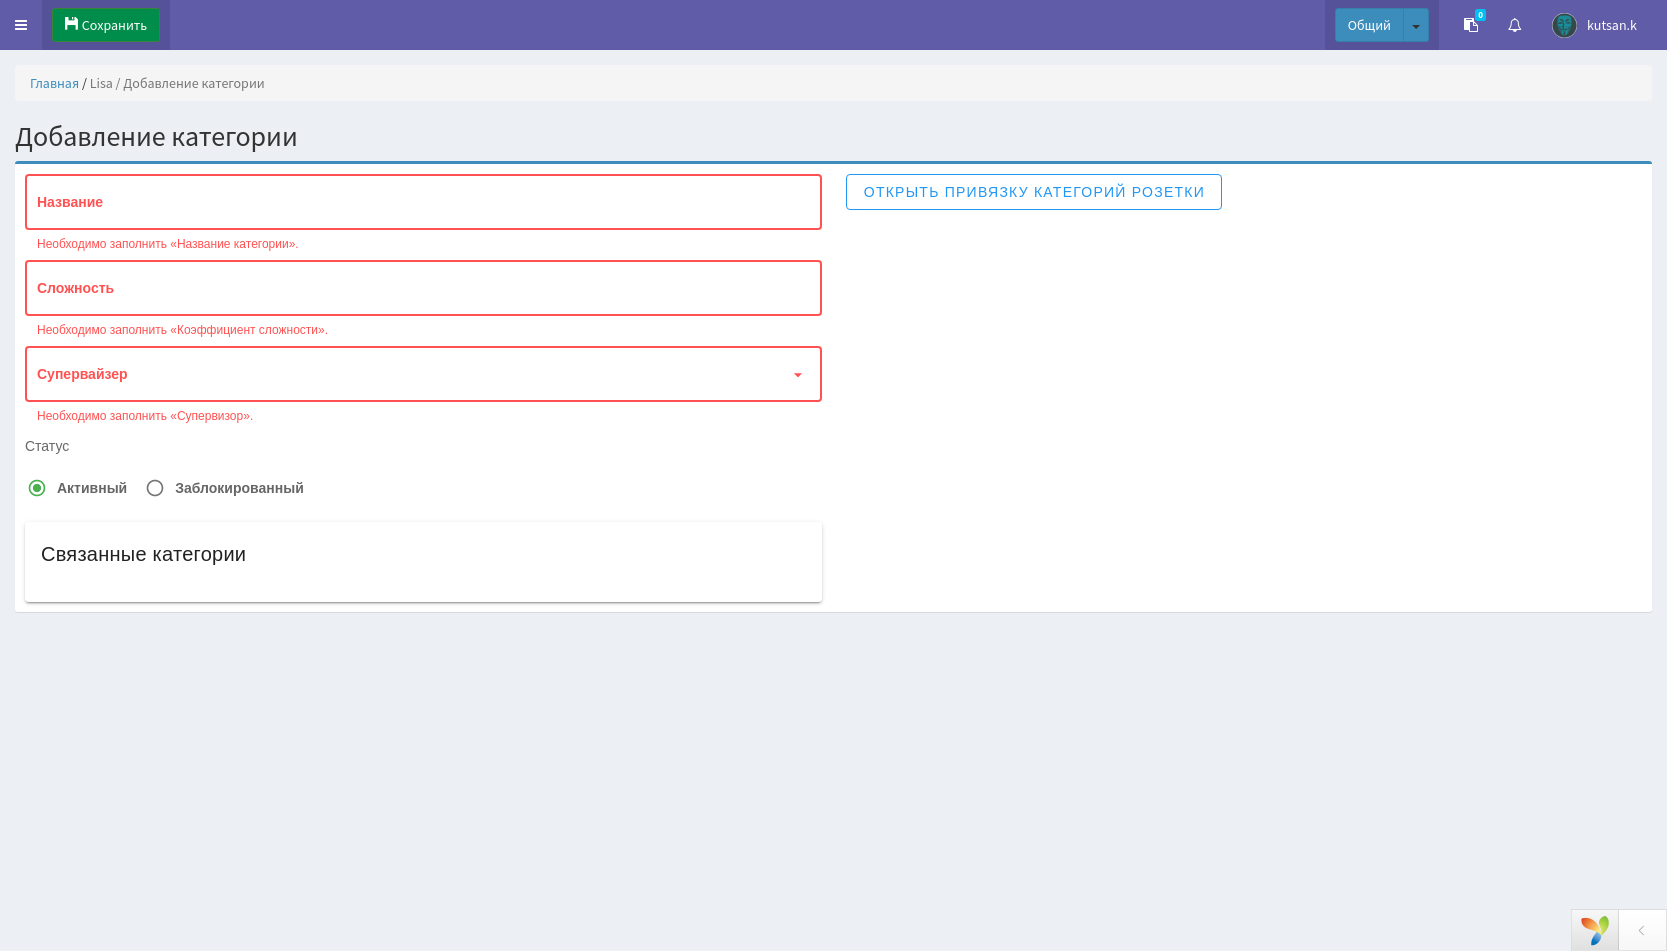 Сохранить
Общий
0
kutsan.k
Главная / Lisa / Добавление категории
Добавление категории
Название
ОТКРЫТЬ ПРИВЯЗКУ КАТЕГОРИЙ РОЗЕТКИ
Необходимо заполнить «Название категории».
Сложность
Необходимо заполнить «Коэффициент сложности».
Супервайзер
Необходимо заполнить «Супервизор».
Статус
Активный
Заблокированный
Связанные категории